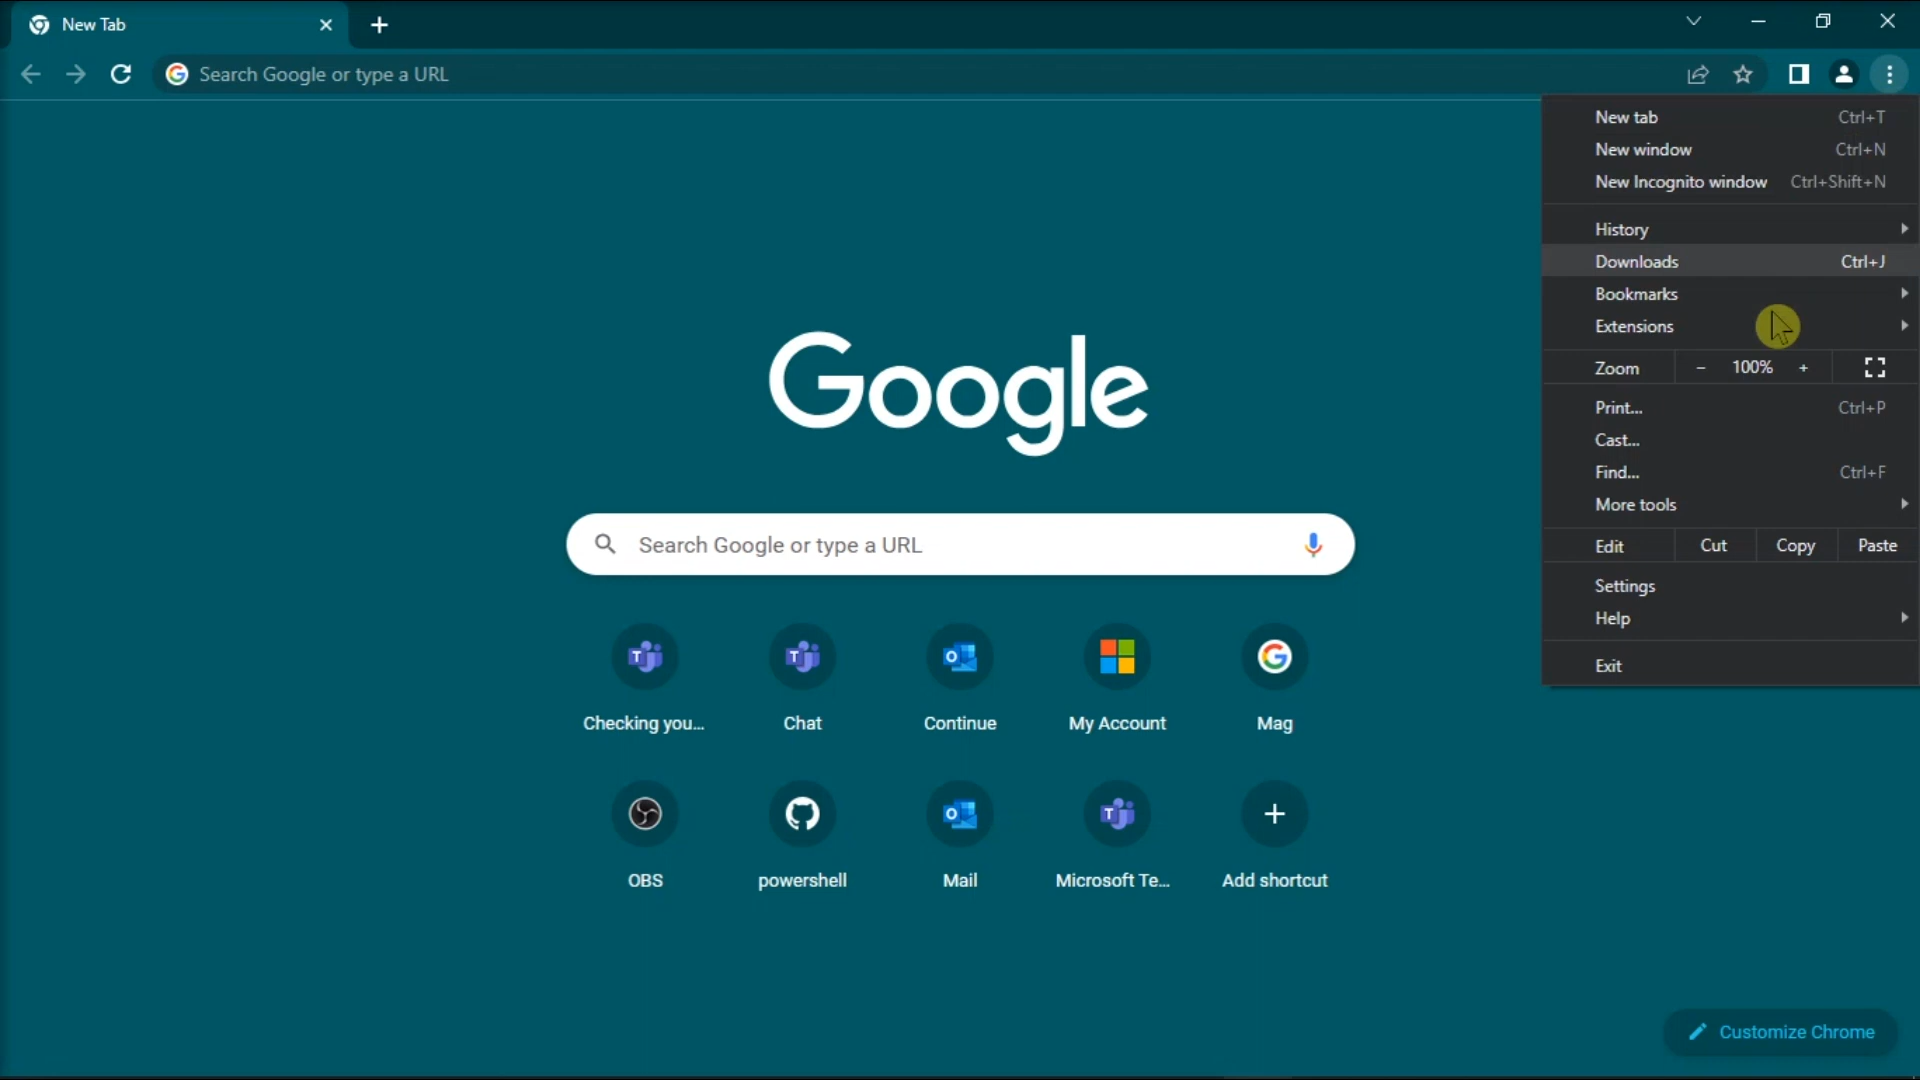 New Tab
Search Google or type a URL
New tab Ctrl+T
New window Ctrl+N
New Incognito window Ctrl+Shift+N
History
Downloads Ctrl+J
Bookmarks
Extensions
Zoom - 100% +
Print... Ctrl+P
Cast...
Find... Ctrl+F
More tools
Edit Cut Copy Paste
Settings
Help
Exit
Google
Search Google or type a URL
Checking you... Chat Continue My Account Mag
OBS powershell Mail Microsoft Te... Add shortcut
Customize Chrome